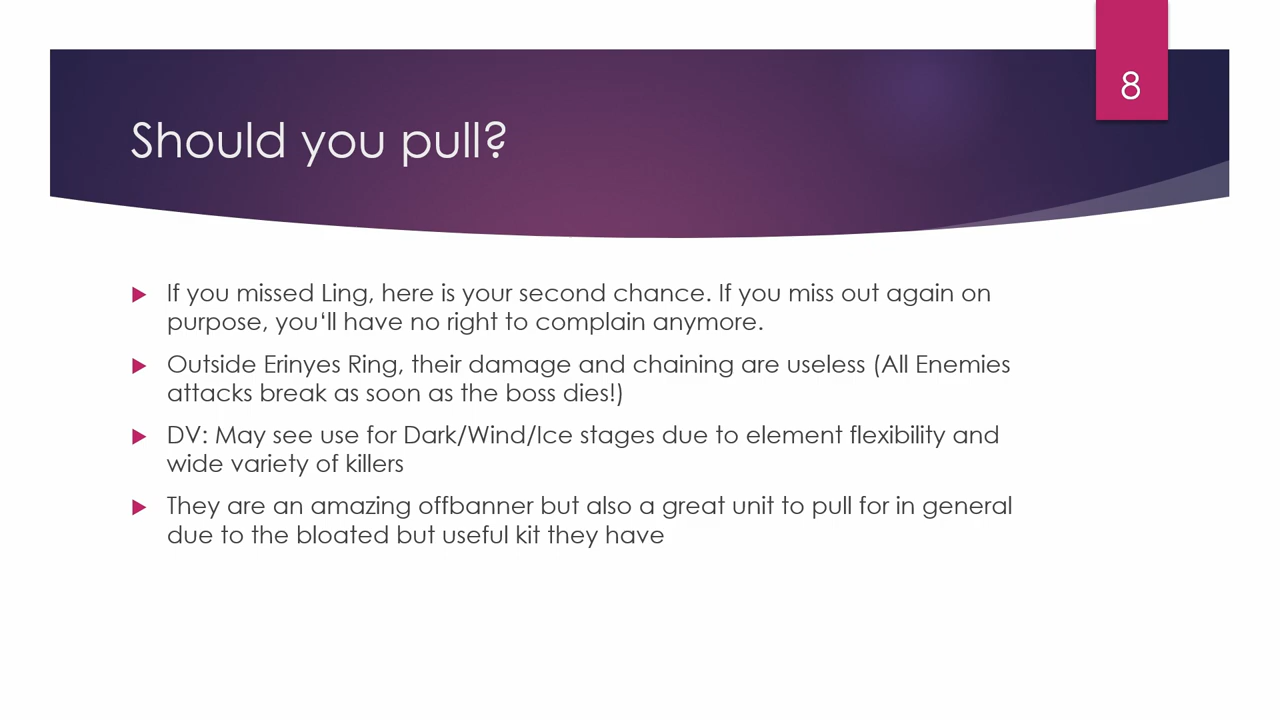 8
Should you pull?
If you missed Ling, here is your second chance. If you miss out again on
purpose, you‘ll have no right to complain anymore.
Outside Erinyes Ring, their damage and chaining are useless (All Enemies
attacks break as soon as the boss dies!)
DV: May see use for Dark/Wind/Ice stages due to element flexibility and
wide variety of killers
They are an amazing offbanner but also a great unit to pull for in general
due to the bloated but useful kit they have